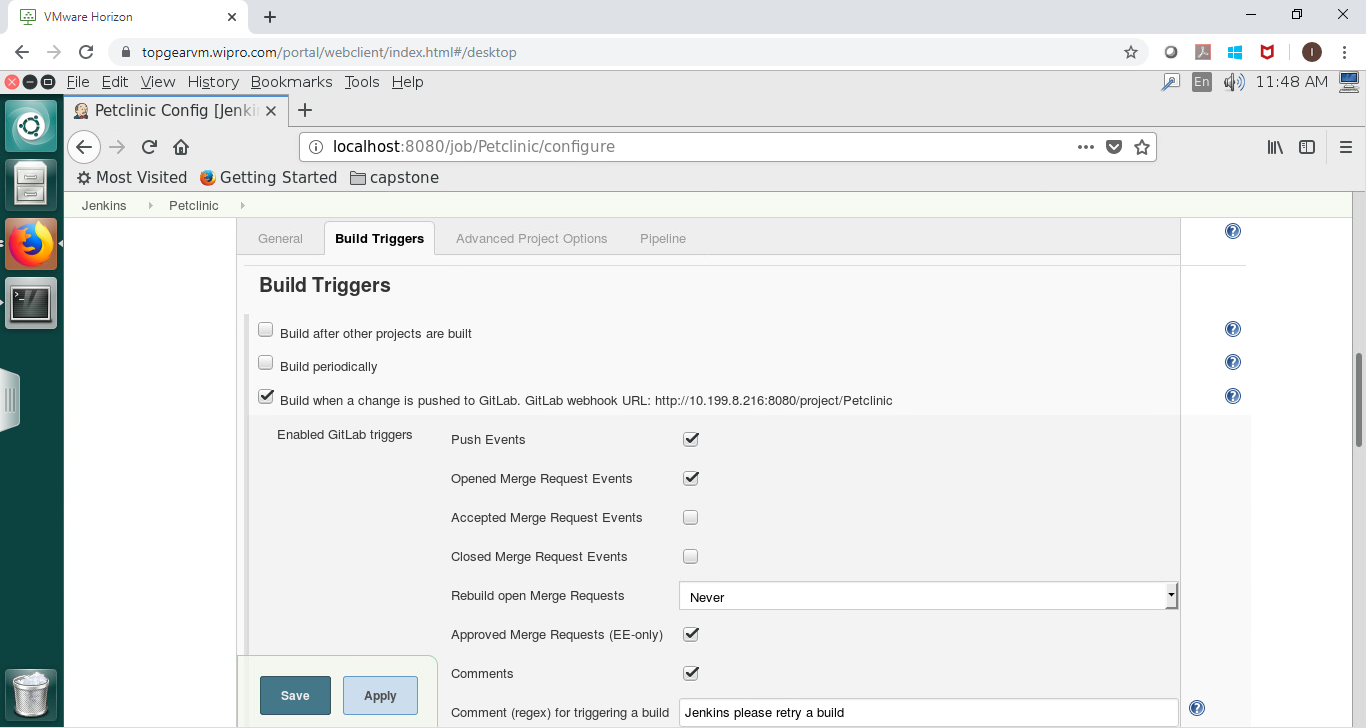 VMware Horizon
topgearvm.wipro.com/portal/webclient/index.html#/desktop
I
File Edit View History Bookmarks Tools Help
En 11:48 AM
Petclinic Config [Jenki
localhost:8080/job/Petclinic/configure
Most Visited Getting Started capstone
Jenkins Petclinic
General Build Triggers Advanced Project Options Pipeline
Build Triggers
Build after other projects are built
Build periodically
Build when a change is pushed to GitLab. GitLab webhook URL: http://10.199.8.216:8080/project/Petclinic
Enabled GitLab triggers
Push Events
Opened Merge Request Events
Accepted Merge Request Events
Closed Merge Request Events
Rebuild open Merge Requests Never
Approved Merge Requests (EE-only)
Comments
Comment (regex) for triggering a build Jenkins please retry a build
Save Apply